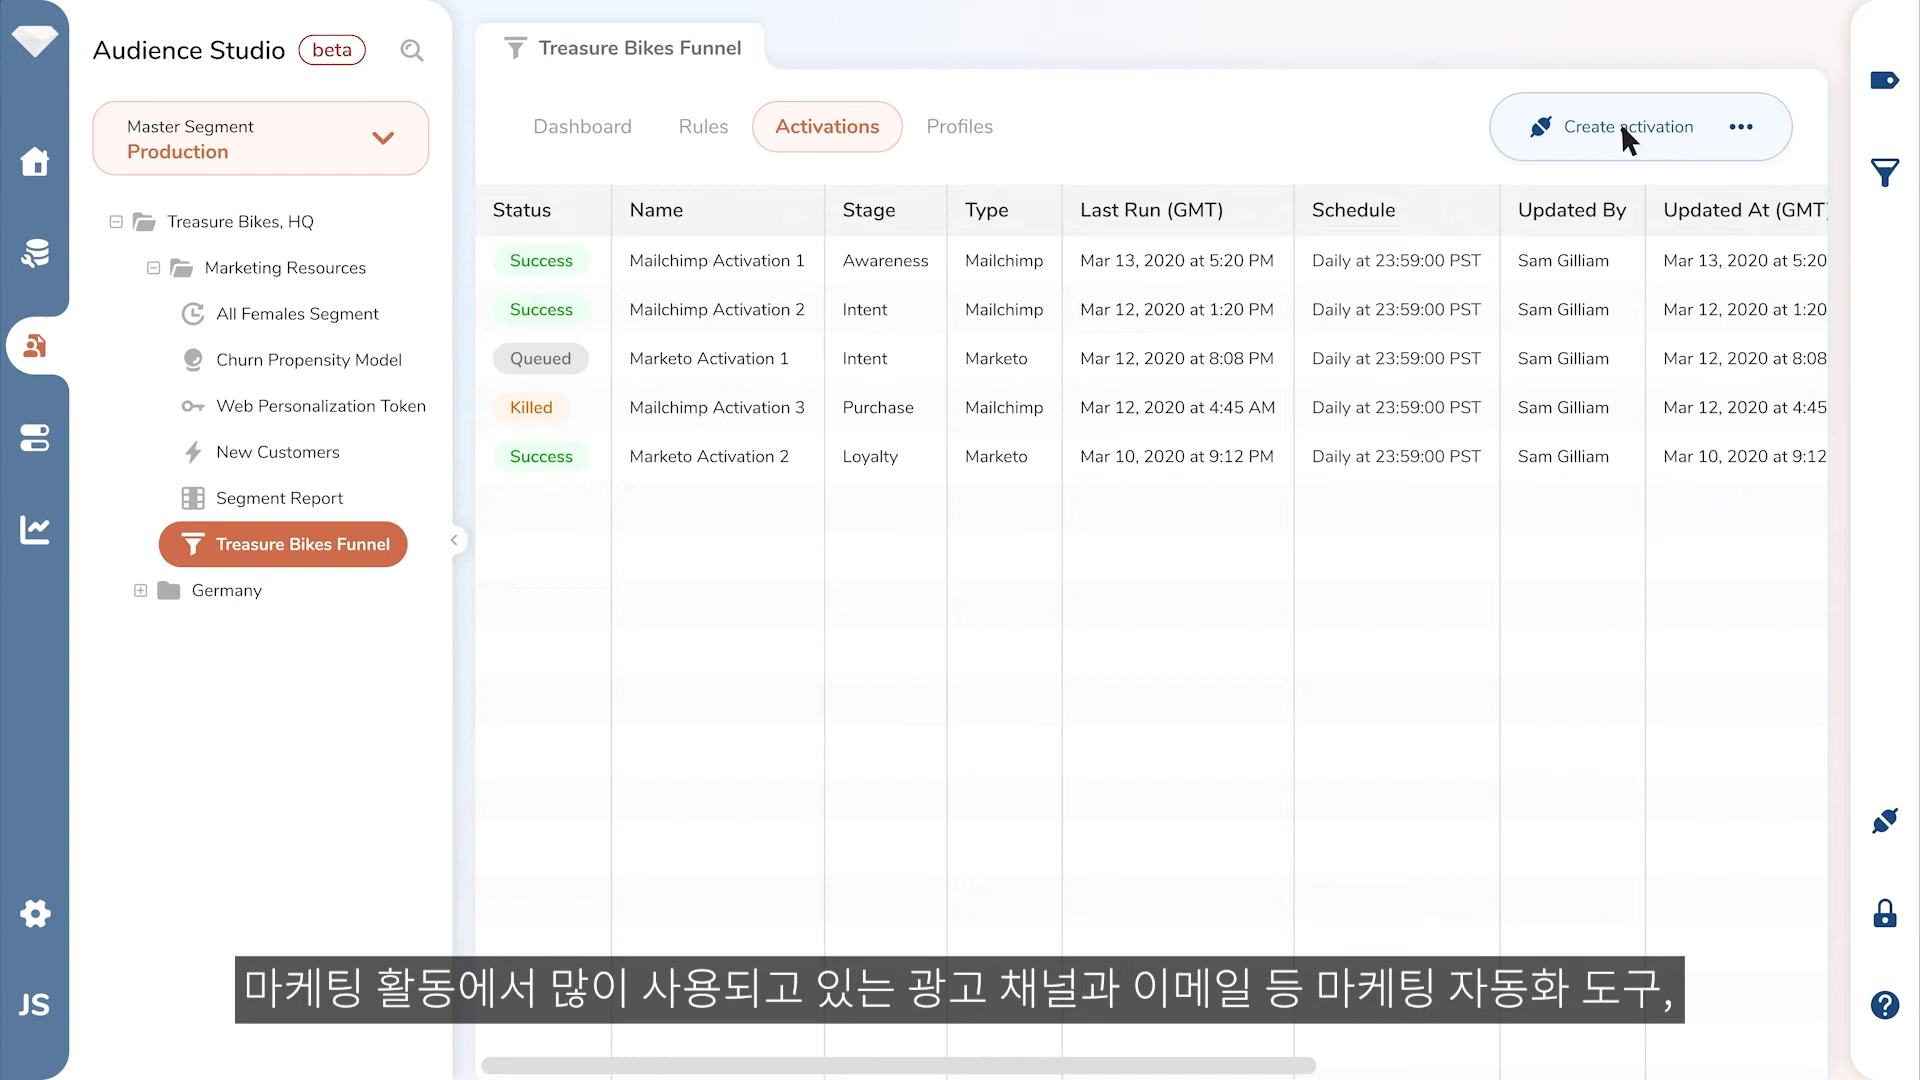 Audience Studio beta
Master Segment
Production
Treasure Bikes, HQ
Marketing Resources
All Females Segment
Churn Propensity Model
Web Personalization Token
New Customers
Segment Report
Treasure Bikes Funnel
Germany
JS
Treasure Bikes Funnel
Dashboard Rules Activations Profiles
Create activation •••
Status Name Stage Type Last Run (GMT) Schedule Updated By Updated At (GMT)
Success Mailchimp Activation 1 Awareness Mailchimp Mar 13, 2020 at 5:20 PM Daily at 23:59:00 PST Sam Gilliam Mar 13, 2020 at 5:20
Success Mailchimp Activation 2 Intent Mailchimp Mar 12, 2020 at 1:20 PM Daily at 23:59:00 PST Sam Gilliam Mar 12, 2020 at 1:20
Queued Marketo Activation 1 Intent Marketo Mar 12, 2020 at 8:08 PM Daily at 23:59:00 PST Sam Gilliam Mar 12, 2020 at 8:08
Killed Mailchimp Activation 3 Purchase Mailchimp Mar 12, 2020 at 4:45 AM Daily at 23:59:00 PST Sam Gilliam Mar 12, 2020 at 4:45
Success Marketo Activation 2 Loyalty Marketo Mar 10, 2020 at 9:12 PM Daily at 23:59:00 PST Sam Gilliam Mar 10, 2020 at 9:12
마케팅 활동에서 많이 사용되고 있는 광고 채널과 이메일 등 마케팅 자동화 도구,